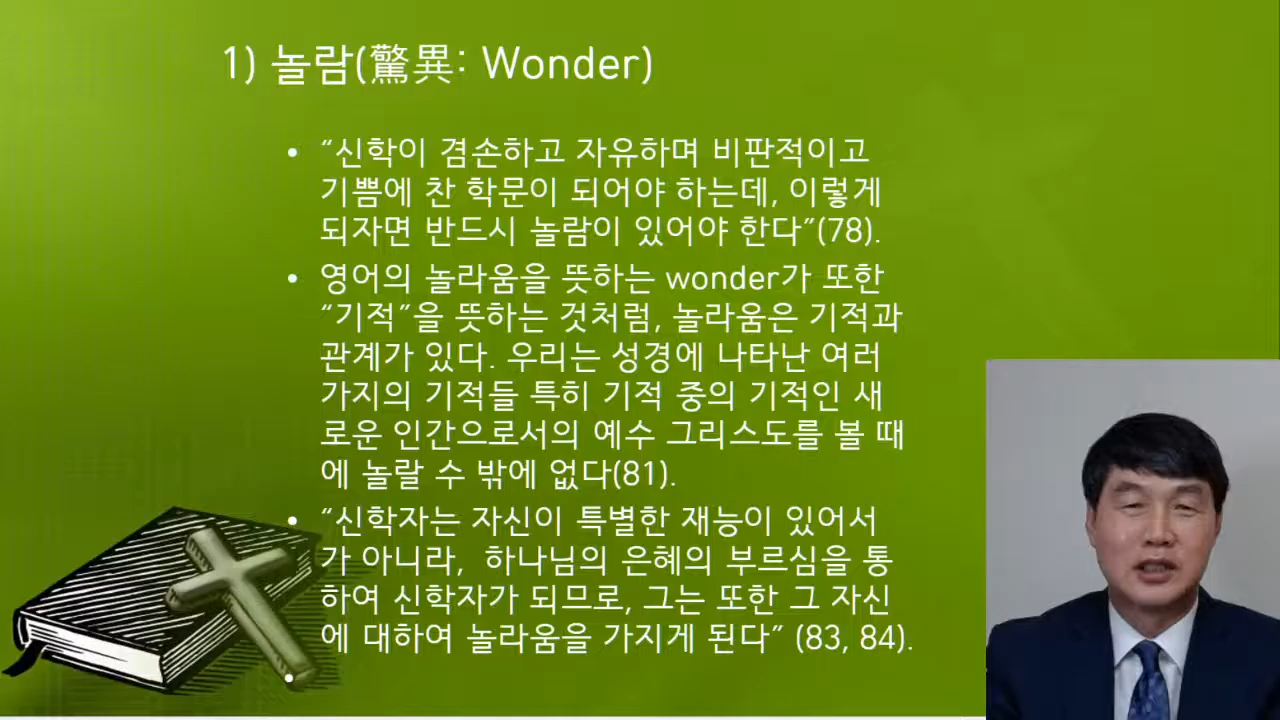 1) 놀람(驚異: Wonder)
• “신학이 겸손하고 자유하며 비판적이고
기쁨에 찬 학문이 되어야 하는데, 이렇게
되자면 반드시 놀람이 있어야 한다”(78).
• 영어의 놀라움을 뜻하는 wonder가 또한
“기적”을 뜻하는 것처럼, 놀라움은 기적과
관계가 있다. 우리는 성경에 나타난 여러
가지의 기적들 특히 기적 중의 기적인 새
로운 인간으로서의 예수 그리스도를 볼 때
에 놀랄 수 밖에 없다(81).
• “신학자는 자신이 특별한 재능이 있어서
가 아니라, 하나님의 은혜의 부르심을 통
하여 신학자가 되므로, 그는 또한 그 자신
에 대하여 놀라움을 가지게 된다” (83, 84).
•